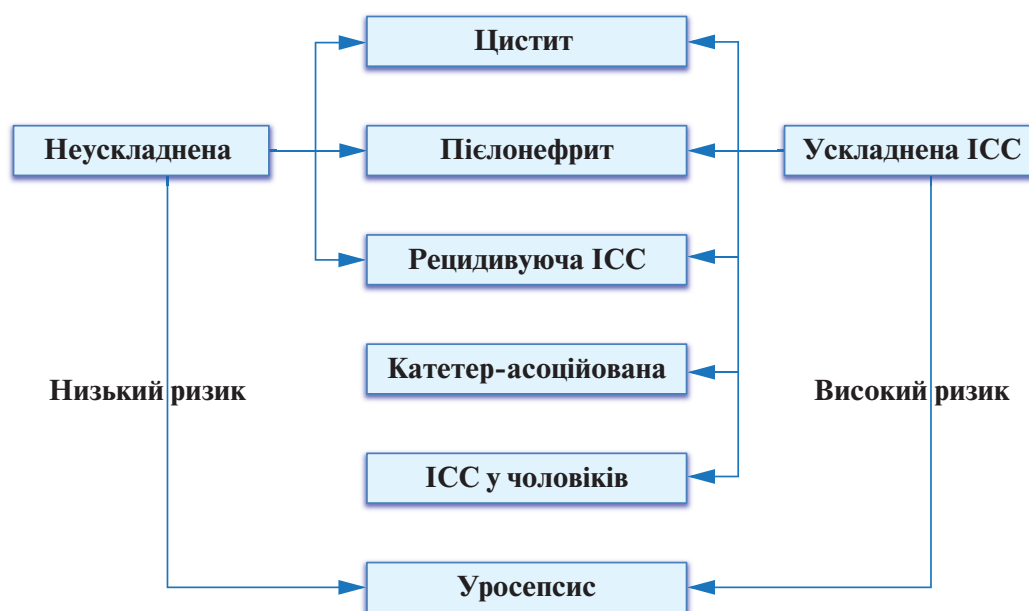 Цистит
Неускладнена
Пієлонефрит
Ускладнена ІСС
Рецидивуюча ІСС
Катетер-асоційована
Низький ризик
Високий ризик
ІСС у чоловіків
Уросепсис